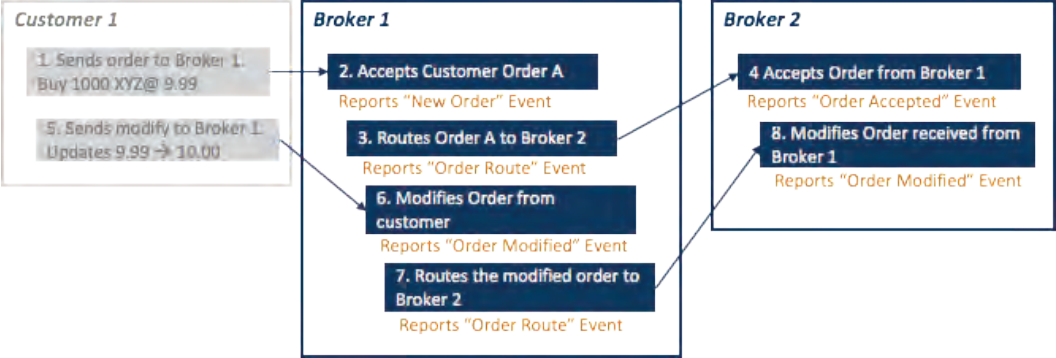 Customer 1
1. Sends order to Broker 1.
Buy 1000 XYZ@ 9.99
5. Sends modify to Broker 1.
Updates 9.99 → 10.00
Broker 1
2. Accepts Customer Order A
Reports "New Order" Event
3. Routes Order A to Broker 2
Reports "Order Route" Event
6. Modifies Order from
customer
Reports "Order Modified" Event
7. Routes the modified order to
Broker 2
Reports "Order Route" Event
Broker 2
4 Accepts Order from Broker 1
Reports "Order Accepted" Event
8. Modifies Order received from
Broker 1
Reports "Order Modified" Event